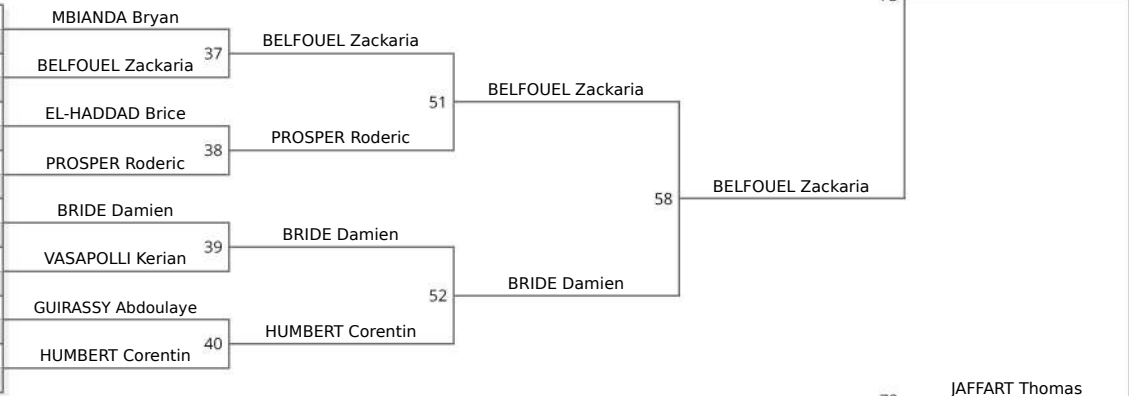 MBIANDA Bryan
37
BELFOUEL Zackaria
BELFOUEL Zackaria
51
EL-HADDAD Brice
38
PROSPER Roderic
PROSPER Roderic
BELFOUEL Zackaria
58
BELFOUEL Zackaria
BRIDE Damien
39
VASAPOLLI Kerian
BRIDE Damien
52
GUIRASSY Abdoulaye
40
HUMBERT Corentin
HUMBERT Corentin
BRIDE Damien
JAFFART Thomas